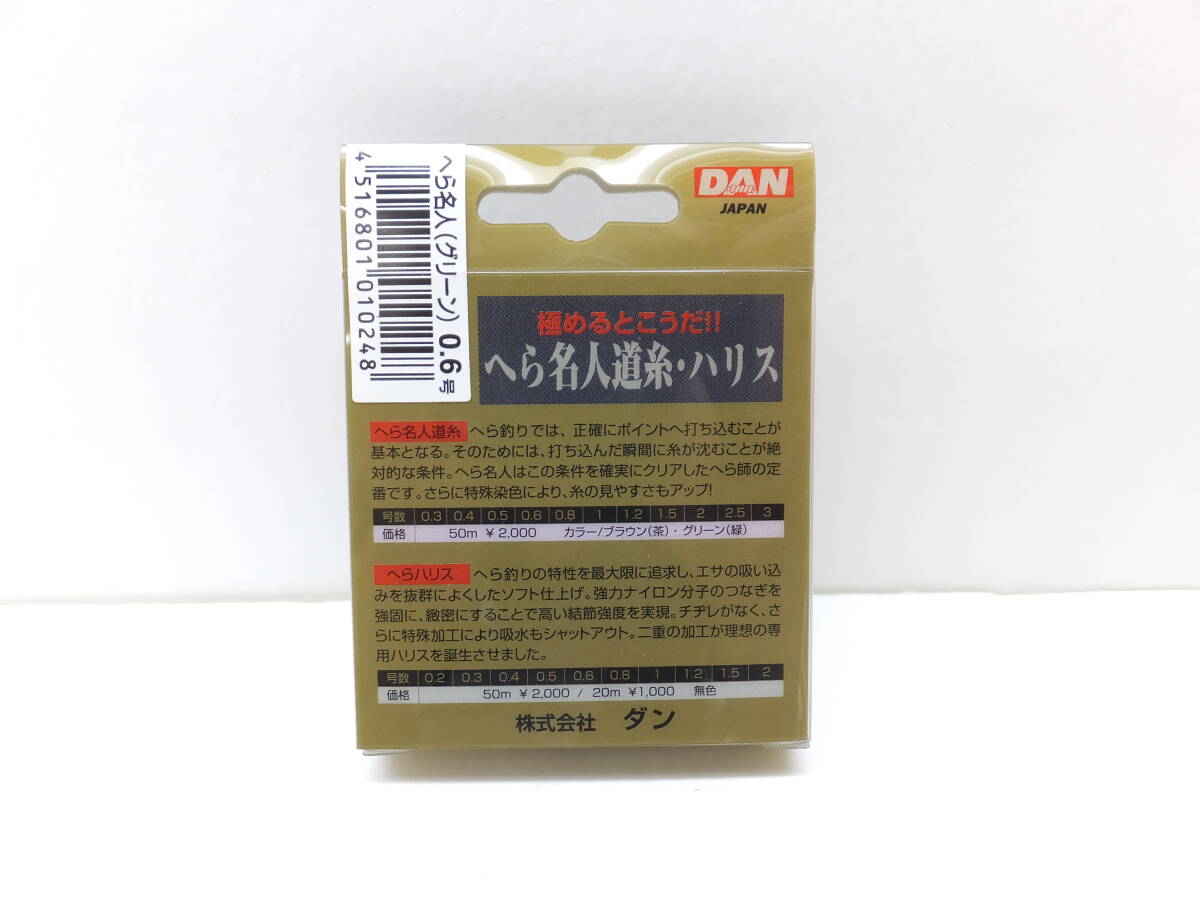 へら名人(グリーン) 0.6号
4516801010248
DAN
JAPAN
極めるとこうだ!!
へら名人道糸・ハリス
へら名人道糸 へら釣りでは、正確にポイントへ打ち込むことが
基本となる。そのためには、打ち込んだ瞬間に糸が沈むことが絶
対的な条件。へら名人はこの条件を確実にクリアしたへら師の定
番です。さらに特殊染色により、糸の見やすさもアップ!
号数 0.3 0.4 0.5 0.6 0.8 1 1.2 1.5 2 2.5 3
価格 50m ¥2,000 カラー/ブラウン(茶)・グリーン(緑)
へらハリス へら釣りの特性を最大限に追求し、エサの吸い込
みを抜群によくしたソフト仕上げ。強力ナイロン分子のつなぎを
強固に、緻密にすることで高い結節強度を実現。チヂレがなく、さ
らに特殊加工により吸水もシャットアウト。二重の加工が理想の専
用ハリスを誕生させました。
号数 0.2 0.3 0.4 0.5 0.6 0.8 1 1.2 1.5 2
価格 50m ¥2,000 / 20m ¥1,000 無色
株式会社 ダン